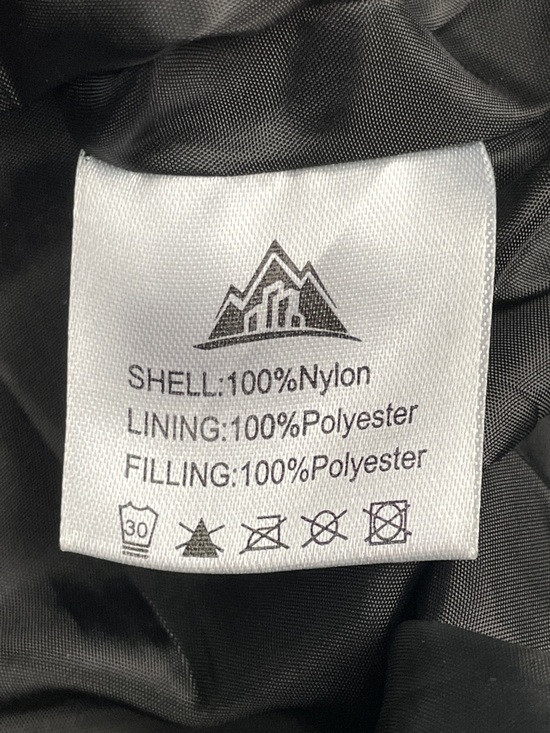 SHELL:100%Nylon
LINING:100%Polyester
FILLING:100%Polyester
30